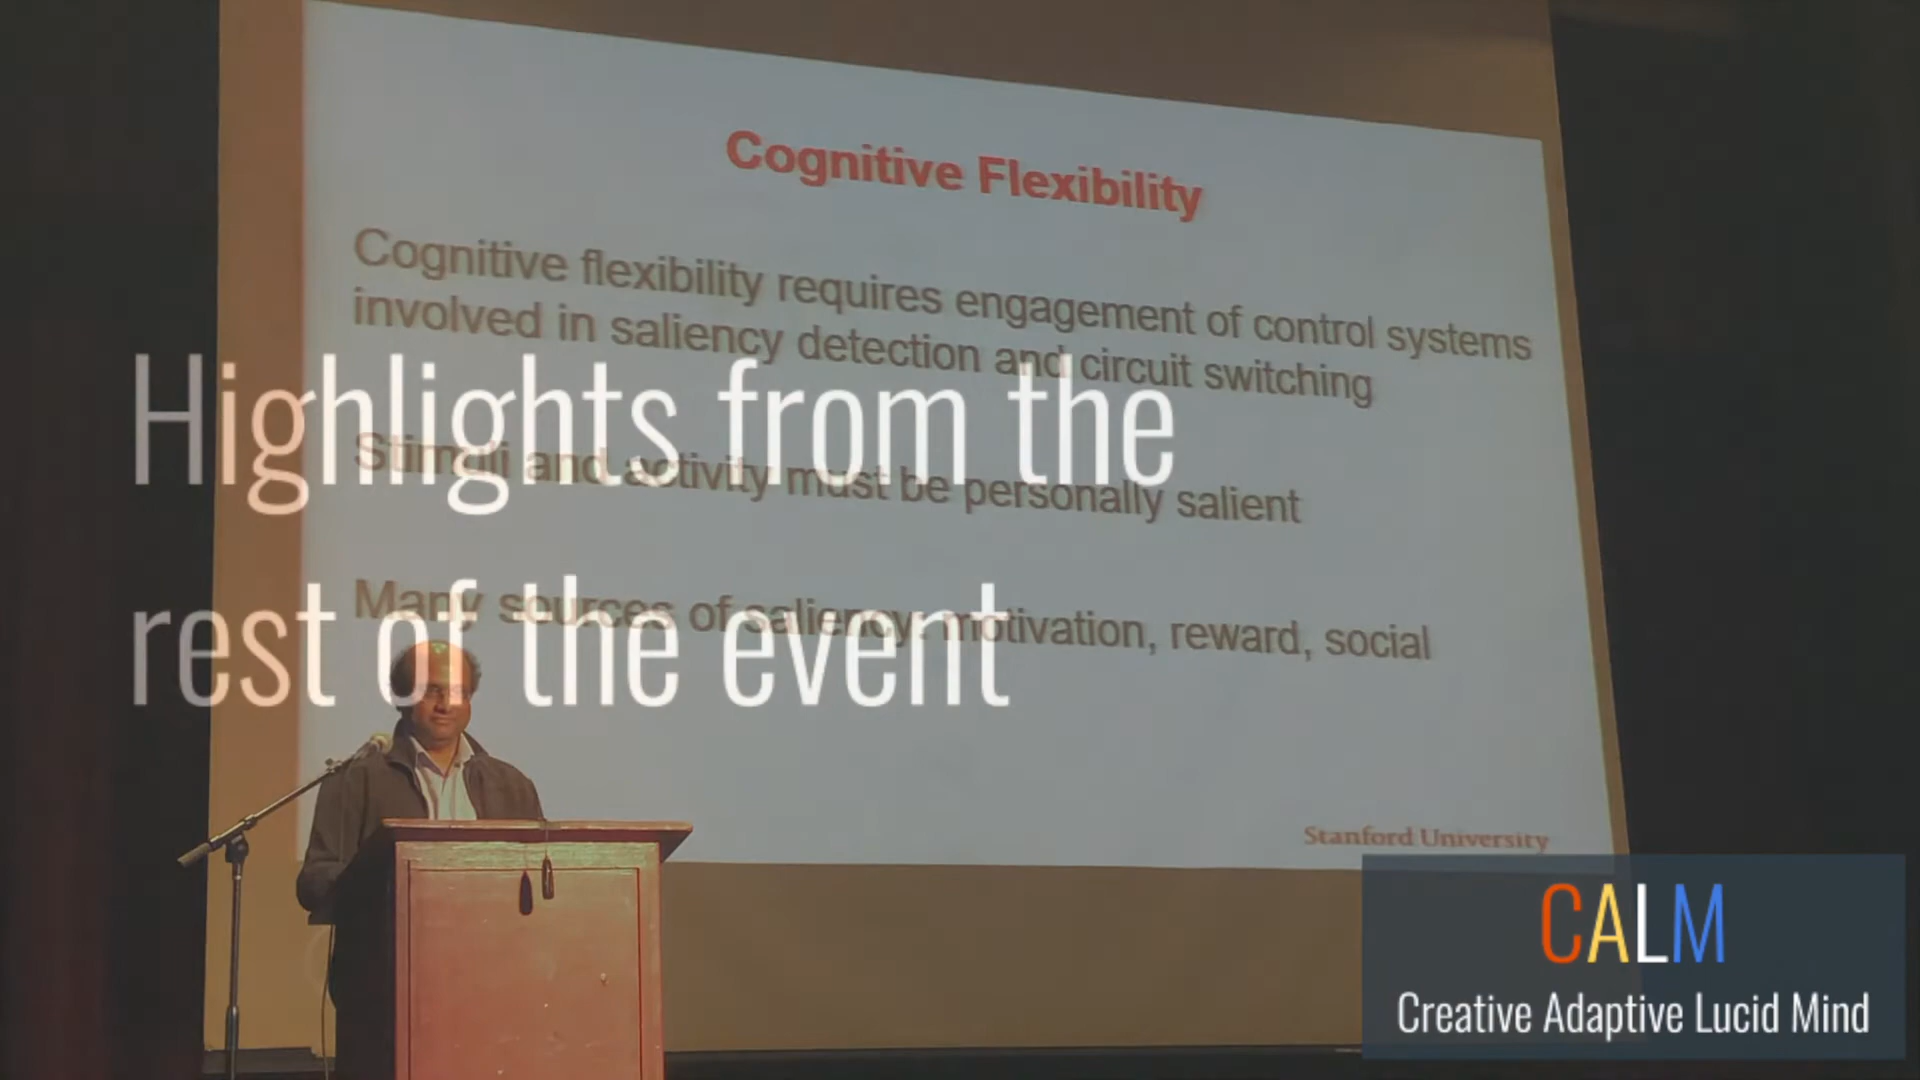 Cognitive Flexibility
Cognitive flexibility requires engagement of control systems
involved in saliency detection and circuit switching
Stimuli and activity must be personally salient
Many sources of saliency: motivation, reward, social
Stanford University
Highlights from the
rest of the event
CALM
Creative Adaptive Lucid Mind